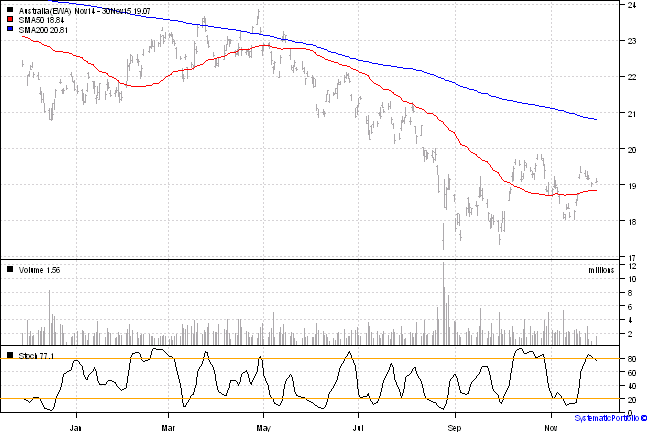 Australia(EWA) Nov14 - 30Nov15 19.07
SMA50 18.84
SMA200 20.81
24
23
22
21
20
19
18
17
Volume 1.56
millions
12
10
8
6
4
2
Stoch 77.1
80
60
40
20
0
Jan
Mar
May
Jul
Sep
Nov
SystematicPortfolio ©